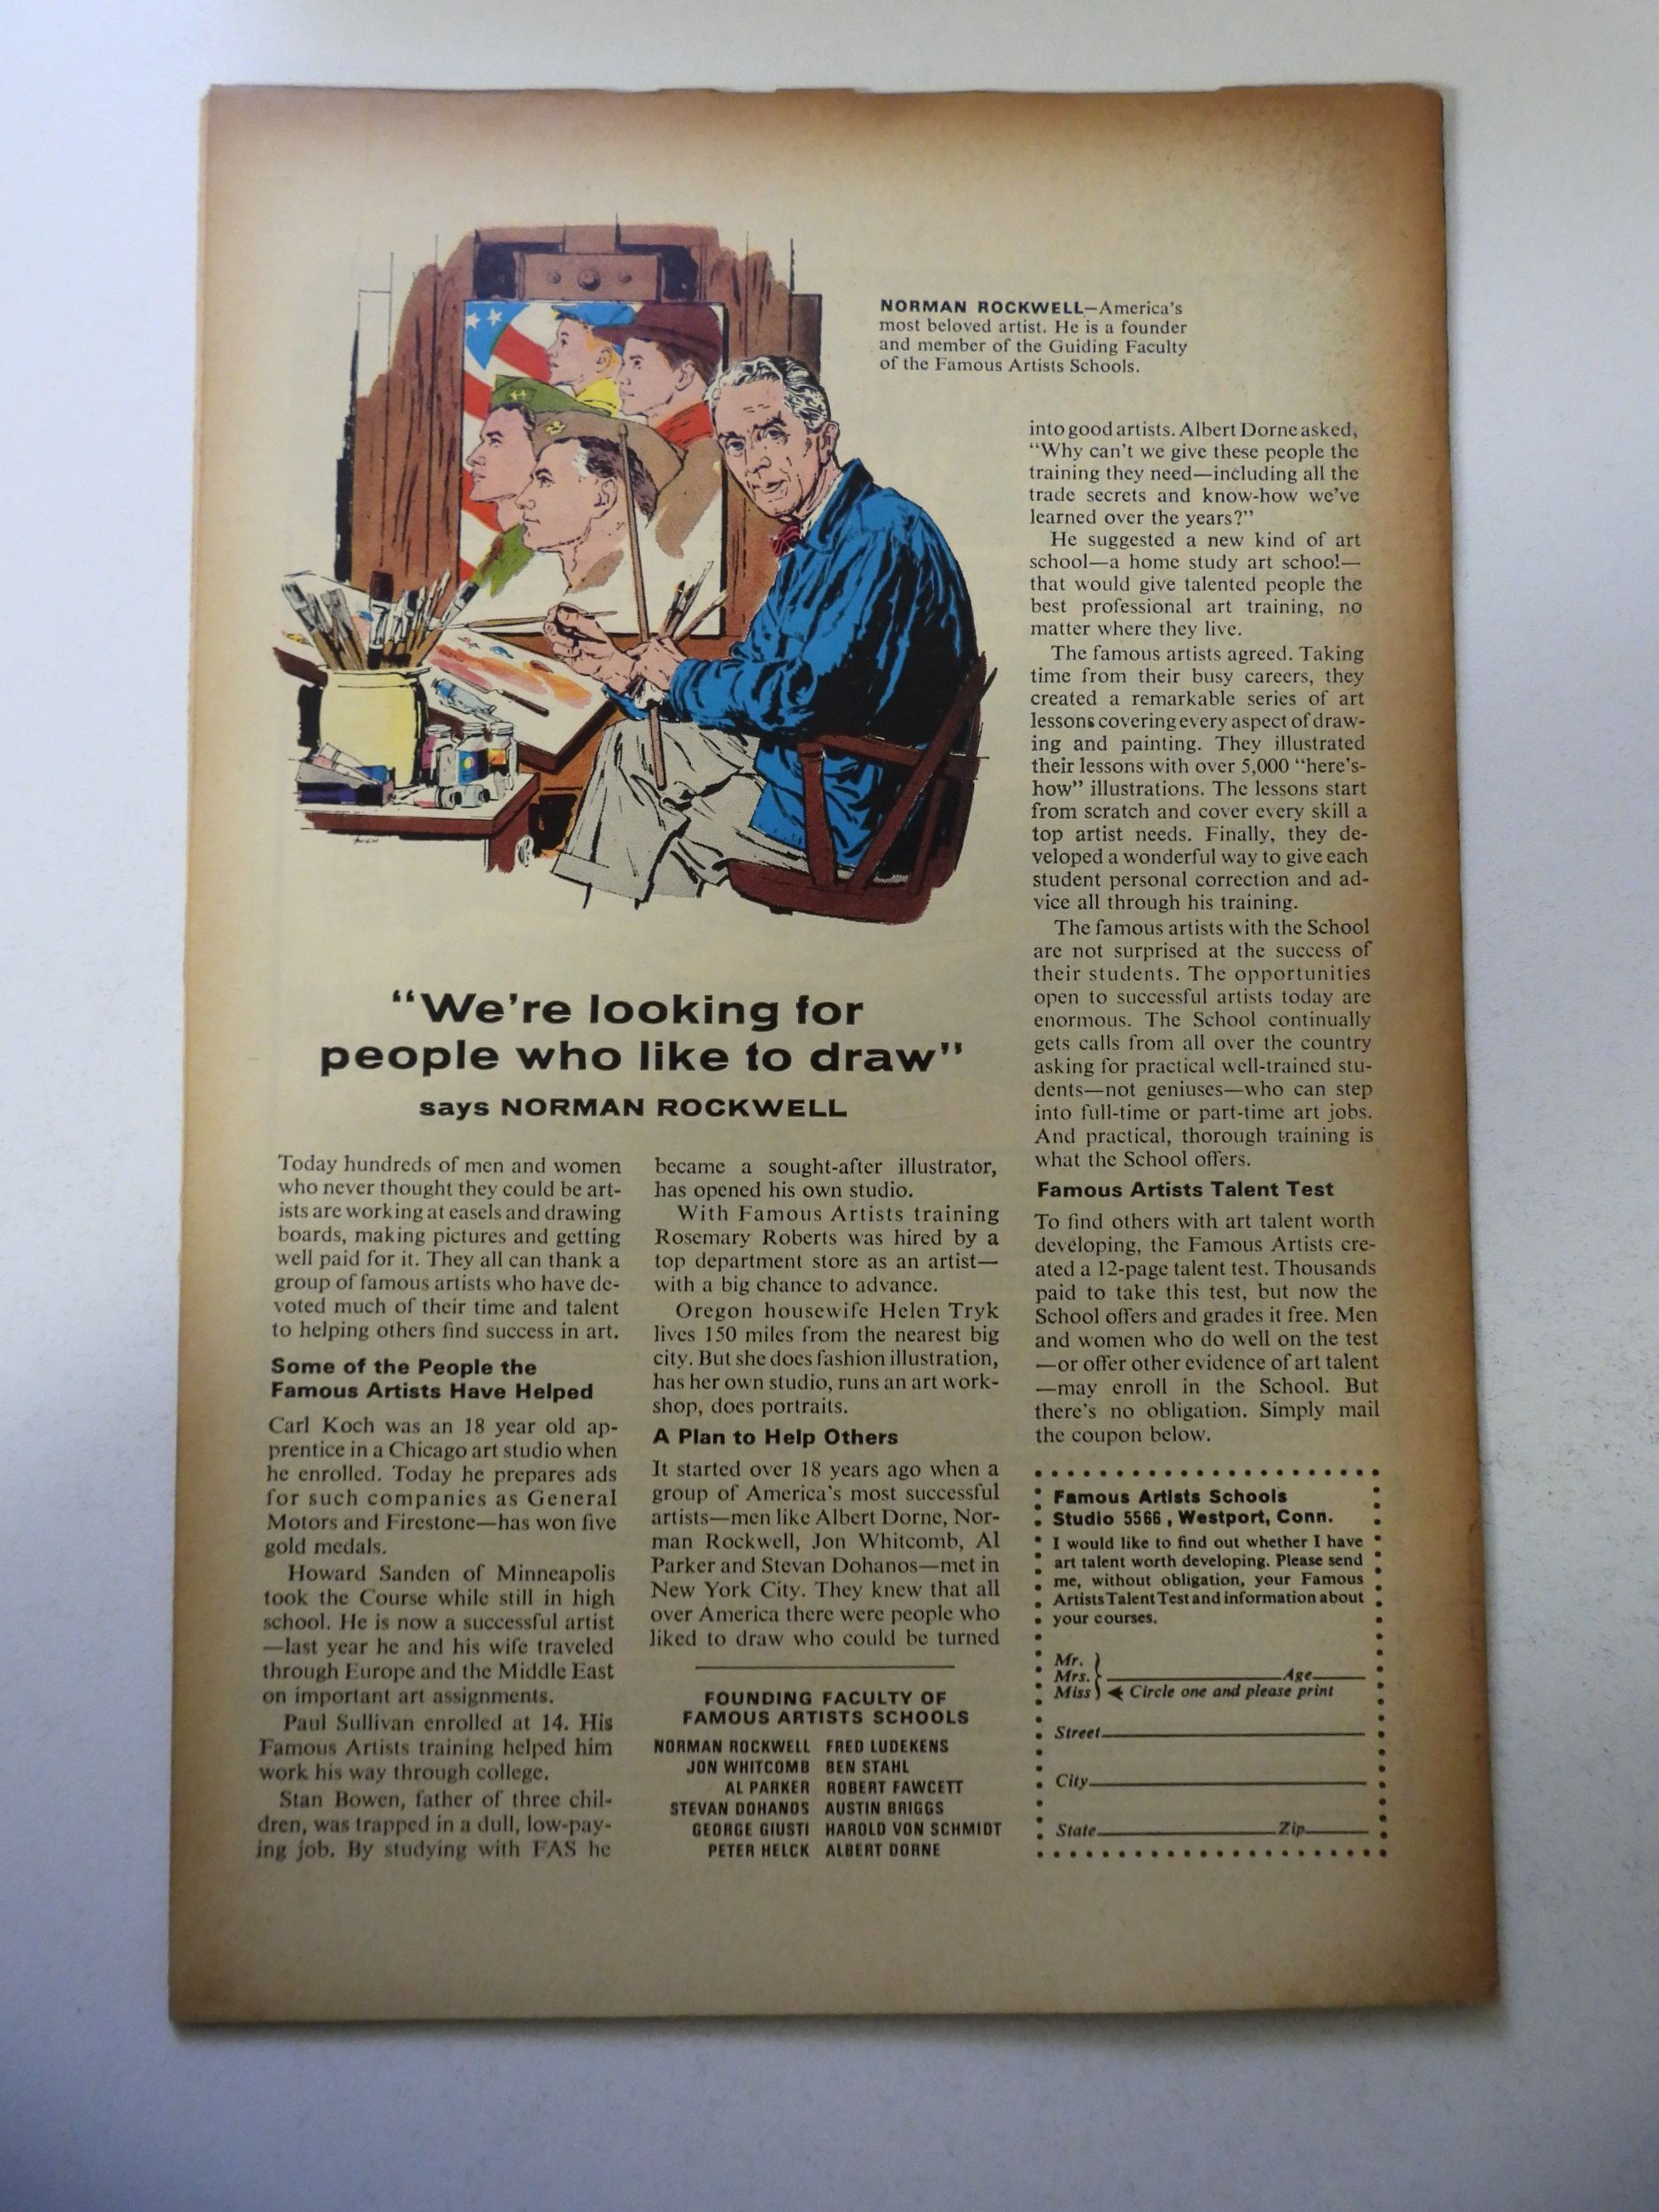 NORMAN ROCKWELL—America's
most beloved artist. He is a founder
and member of the Guiding Faculty
of the Famous Artists Schools.
"We're looking for
people who like to draw"
says NORMAN ROCKWELL
Today hundreds of men and women
who never thought they could be art-
ists are working at easels and drawing
boards, making pictures and getting
well paid for it. They all can thank a
group of famous artists who have de-
voted much of their time and talent
to helping others find success in art.
Some of the People the
Famous Artists Have Helped
Carl Koch was an 18 year old ap-
prentice in a Chicago art studio when
he enrolled. Today he prepares ads
for such companies as General
Motors and Firestone—has won five
gold medals.
Howard Sanden of Minneapolis
took the Course while still in high
school. He is now a successful artist
—last year he and his wife traveled
through Europe and the Middle East
on important art assignments.
Paul Sullivan enrolled at 14. His
Famous Artists training helped him
work his way through college.
Stan Bowen, father of three chil-
dren, was trapped in a dull, low-pay-
ing job. By studying with FAS he
became a sought-after illustrator,
has opened his own studio.
With Famous Artists training
Rosemary Roberts was hired by a
top department store as an artist—
with a big chance to advance.
Oregon housewife Helen Tryk
lives 150 miles from the nearest big
city. But she does fashion illustration,
has her own studio, runs an art work-
shop, does portraits.
A Plan to Help Others
It started over 18 years ago when a
group of America's most successful
artists—men like Albert Dorne, Nor-
man Rockwell, Jon Whitcomb, Al
Parker and Stevan Dohanos—met in
New York City. They knew that all
over America there were people who
liked to draw who could be turned
FOUNDING FACULTY OF
FAMOUS ARTISTS SCHOOLS
NORMAN ROCKWELL FRED LUDEKENS
JON WHITCOMB BEN STAHL
AL PARKER ROBERT FAWCETT
STEVAN DOHANOS AUSTIN BRIGGS
GEORGE GIUSTI HAROLD VON SCHMIDT
PETER HELCK ALBERT DORNE
into good artists. Albert Dorne asked,
"Why can't we give these people the
training they need—including all the
trade secrets and know-how we've
learned over the years?"
He suggested a new kind of art
school—a home study art school—
that would give talented people the
best professional art training, no
matter where they live.
The famous artists agreed. Taking
time from their busy careers, they
created a remarkable series of art
lessons covering every aspect of draw-
ing and painting. They illustrated
their lessons with over 5,000 "here's-
how" illustrations. The lessons start
from scratch and cover every skill a
top artist needs. Finally, they de-
veloped a wonderful way to give each
student personal correction and ad-
vice all through his training.
The famous artists with the School
are not surprised at the success of
their students. The opportunities
open to successful artists today are
enormous. The School continually
gets calls from all over the country
asking for practical well-trained stu-
dents—not geniuses—who can step
into full-time or part-time art jobs.
And practical, thorough training is
what the School offers.
Famous Artists Talent Test
To find others with art talent worth
developing, the Famous Artists cre-
ated a 12-page talent test. Thousands
paid to take this test, but now the
School offers and grades it free. Men
and women who do well on the test
—or offer other evidence of art talent
—may enroll in the School. But
there's no obligation. Simply mail
the coupon below.
Famous Artists Schools
Studio 5566, Westport, Conn.
I would like to find out whether I have
art talent worth developing. Please send
me, without obligation, your Famous
Artists Talent Test and information about
your courses.
Mr.
Mrs. Age
Miss Circle one and please print
Street
City
State Zip